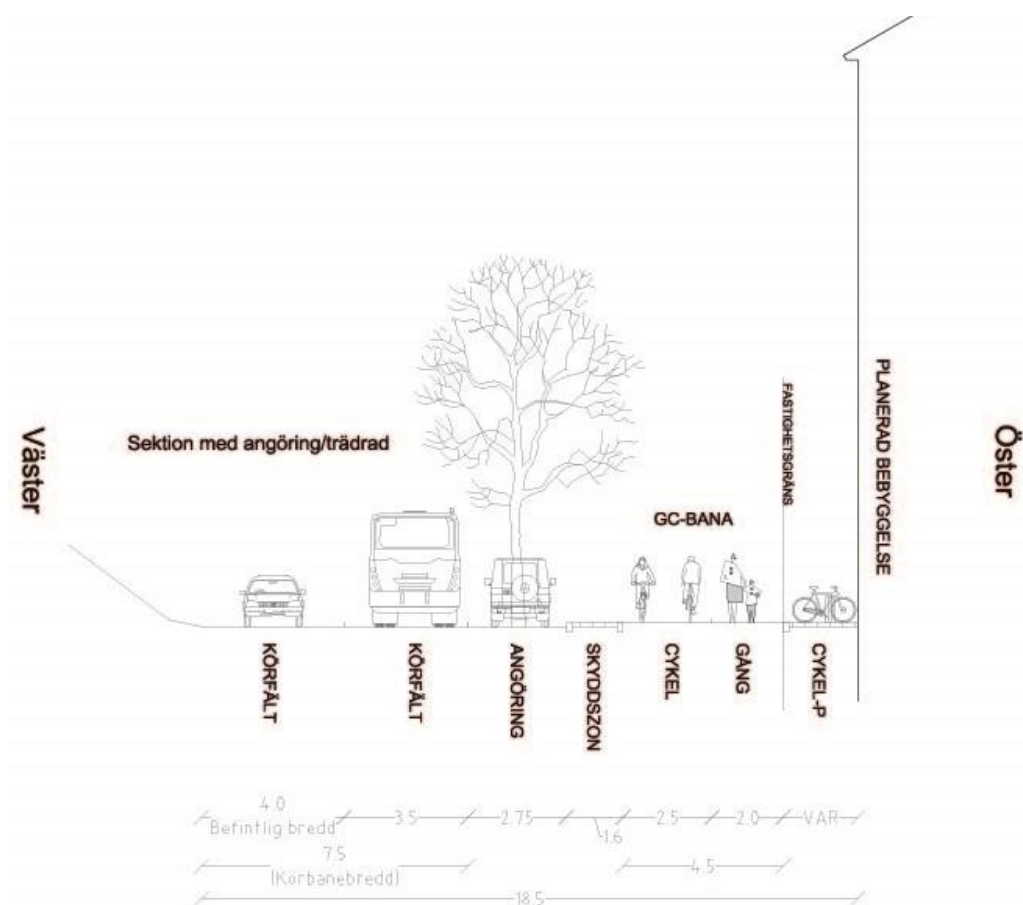 Väster
Sektion med angöring/trädrad
GC-BANA
FASTIGHETSGRÄNS
PLANERAD BEBYGGELSE
Öster
KÖRFÄLT
KÖRFÄLT
ANGÖRING
SKYDDSZON
CYKEL
GÅNG
CYKEL-P
4.0
Befintlig bredd
3.5
2.75
1.6
2.5
2.0
VAR
7.5
(Körbanebredd)
4.5
18.5